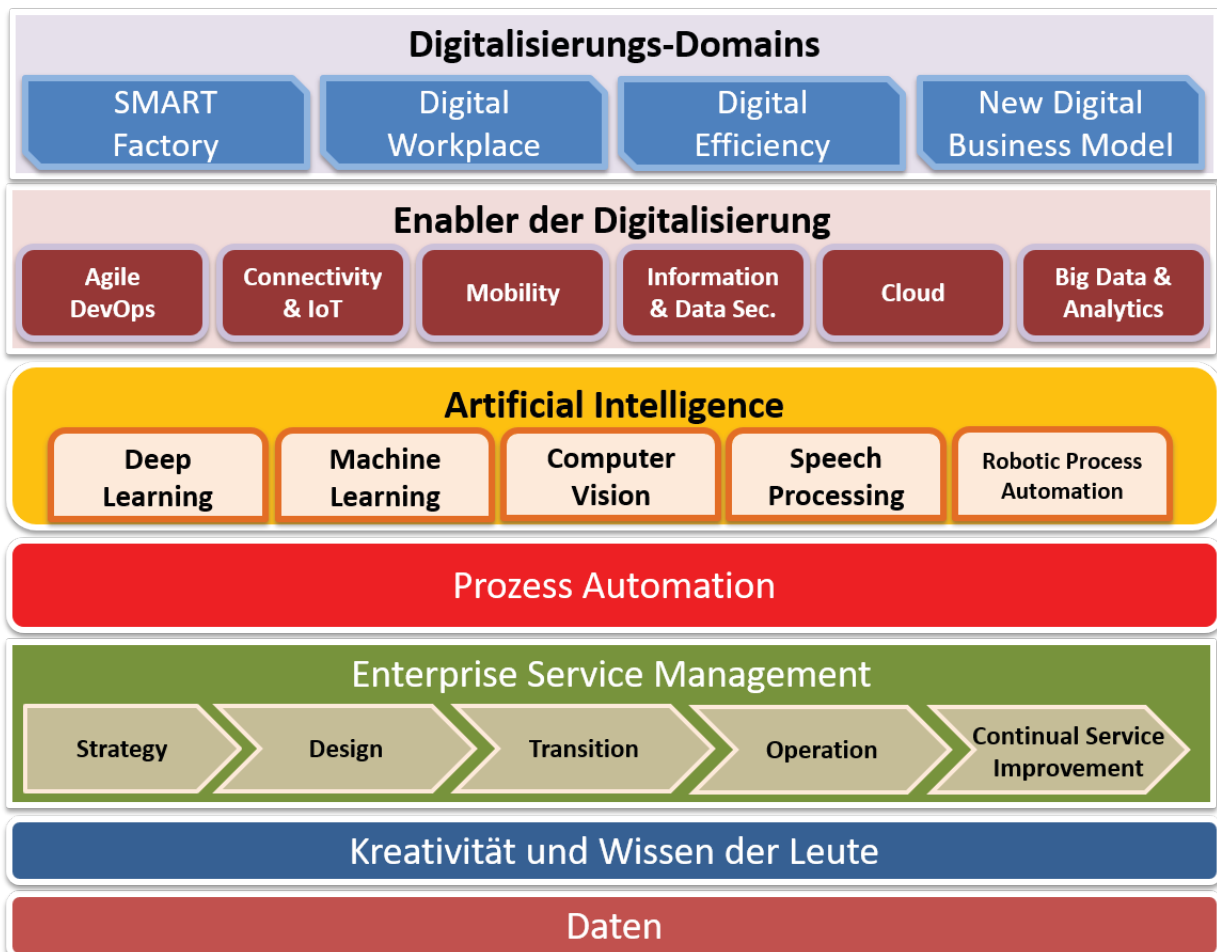 Digitalisierungs-Domains
SMART
Factory
Digital
Workplace
Digital
Efficiency
New Digital
Business Model
Enabler der Digitalisierung
Agile
DevOps
Connectivity
& IoT
Mobility
Information
& Data Sec.
Cloud
Big Data &
Analytics
Artificial Intelligence
Deep
Learning
Machine
Learning
Computer
Vision
Speech
Processing
Robotic Process
Automation
Prozess Automation
Enterprise Service Management
Strategy
Design
Transition
Operation
Continual Service
Improvement
Kreativität und Wissen der Leute
Daten